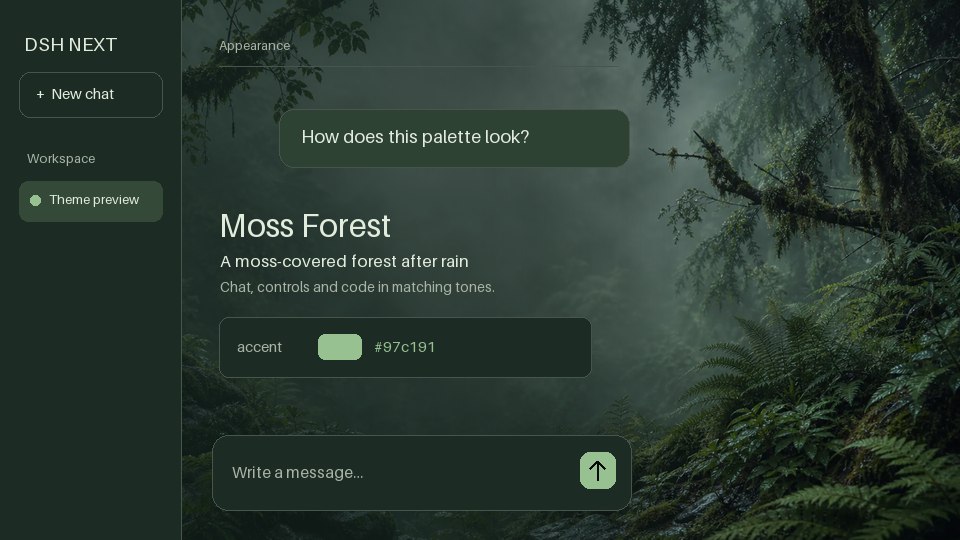 DSH NEXT
+ New chat
Workspace
Theme preview
Appearance
How does this palette look?
Moss Forest
A moss-covered forest after rain
Chat, controls and code in matching tones.
accent #97c191
Write a message...